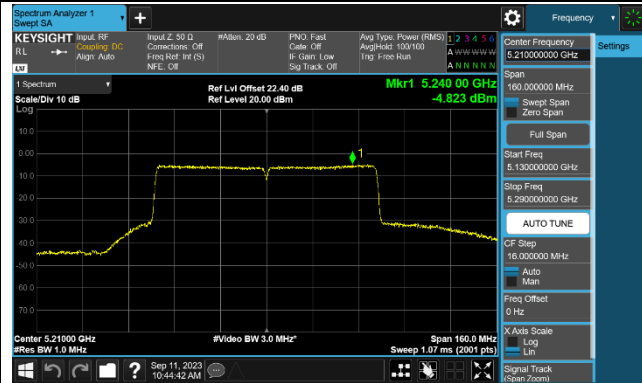 Spectrum Analyzer 1
Swept SA
Frequency
KEYSIGHT
RL
LXI
Input: RF
Coupling: DC
Align: Auto
Input Z: 50 Ω
Corrections: Off
Freq Ref: Int (S)
NFE: Off
#Atten: 20 dB
PNO: Fast
Gate: Off
IF Gain: Low
Sig Track: Off
Avg Type: Power (RMS)
Avg|Hold: 100/100
Trig: Free Run
1 2 3 4 5 6
A W W W W W
A N N N N N
Center Frequency
5.210000000 GHz
Settings
Span
160.000000 MHz
Swept Span
Zero Span
Full Span
Start Freq
5.130000000 GHz
Stop Freq
5.290000000 GHz
AUTO TUNE
CF Step
16.000000 MHz
Auto
Man
Freq Offset
0 Hz
X Axis Scale
Log
Lin
Signal Track
(Span Zoom)
1 Spectrum
Scale/Div 10 dB
Log
Ref Lvl Offset 22.40 dB
Ref Level 20.00 dBm
Mkr1 5.240 00 GHz
-4.823 dBm
10.0
0.00
-10.0
-20.0
-30.0
-40.0
-50.0
-60.0
-70.0
1
Center 5.21000 GHz
#Res BW 1.0 MHz
#Video BW 3.0 MHz*
Span 160.0 MHz
Sweep 1.07 ms (2001 pts)
Sep 11, 2023
10:44:42 AM